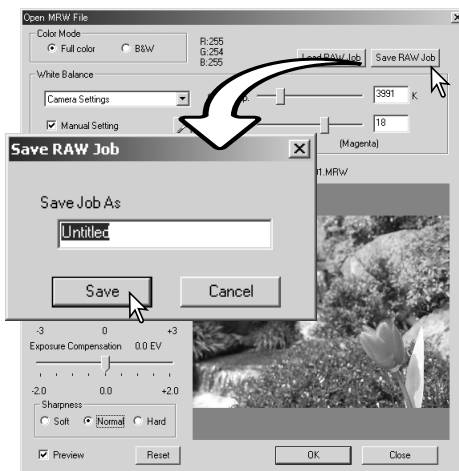 Open MRW File
Color Mode
Full color B&W
R:255
G:254
B:255
Load RAW Job Save RAW Job
White Balance
Camera Settings
3991 K
Manual Setting
18
(Magenta)
Save RAW Job
Save Job As
Untitled
Save Cancel
.MRW
-3 0 +3
Exposure Compensation 0.0 EV
-2.0 0.0 +2.0
Sharpness
Soft Normal Hard
Preview Reset OK Close